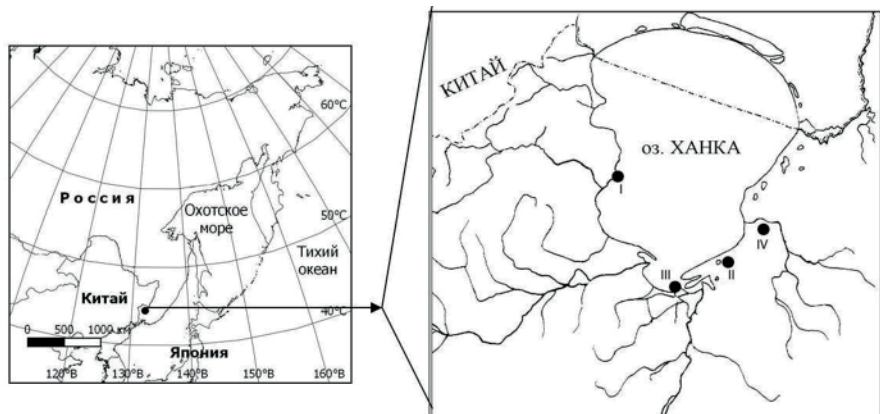 60°С
Россия
Охотское
море
50°С
Тихий
океан
Китай
40°С
0 500 1000 км
Япония
120°В 130°В 140°В 150°В 160°В
КИТАЙ
оз. ХАНКА
I
IV
II
III